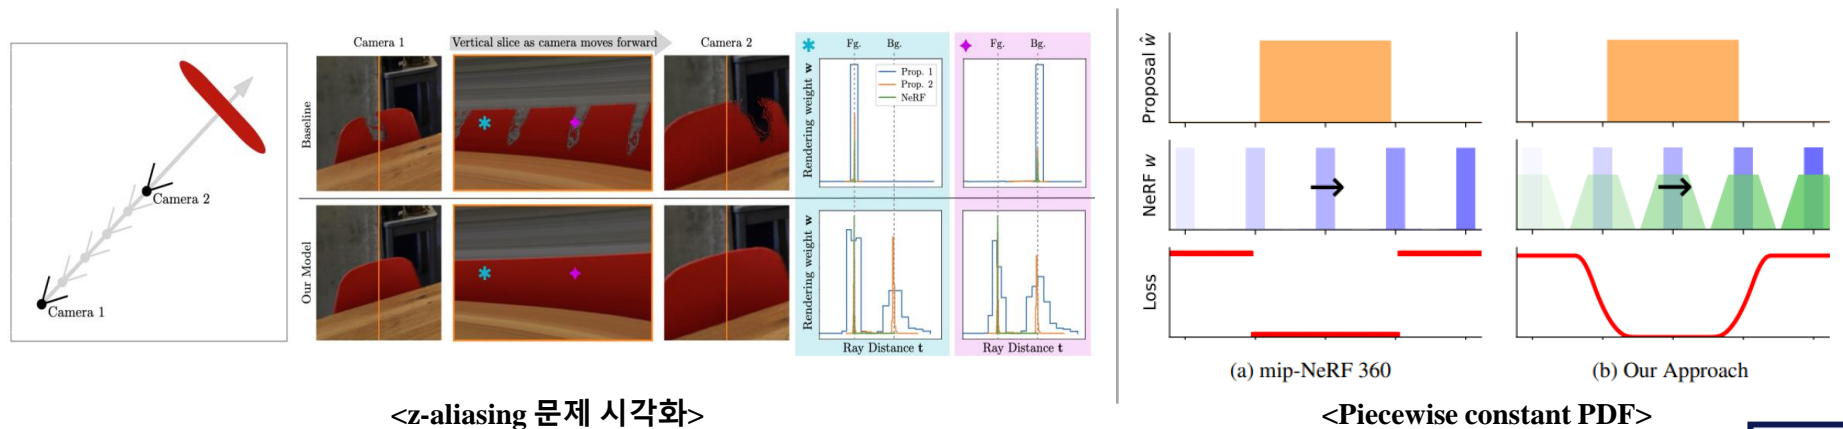 Camera 1
Camera 2
Camera 1
Vertical slice as camera moves forward
Camera 2
Baseline
Our Model
Fg.
Bg.
Prop. 1
Prop. 2
NeRF
Rendering weight w
Fg.
Bg.
Rendering weight w
Ray Distance t
Ray Distance t
<z-aliasing 문제 시각화>
Proposal ŵ
NeRF w
Loss
(a) mip-NeRF 360
(b) Our Approach
<Piecewise constant PDF>